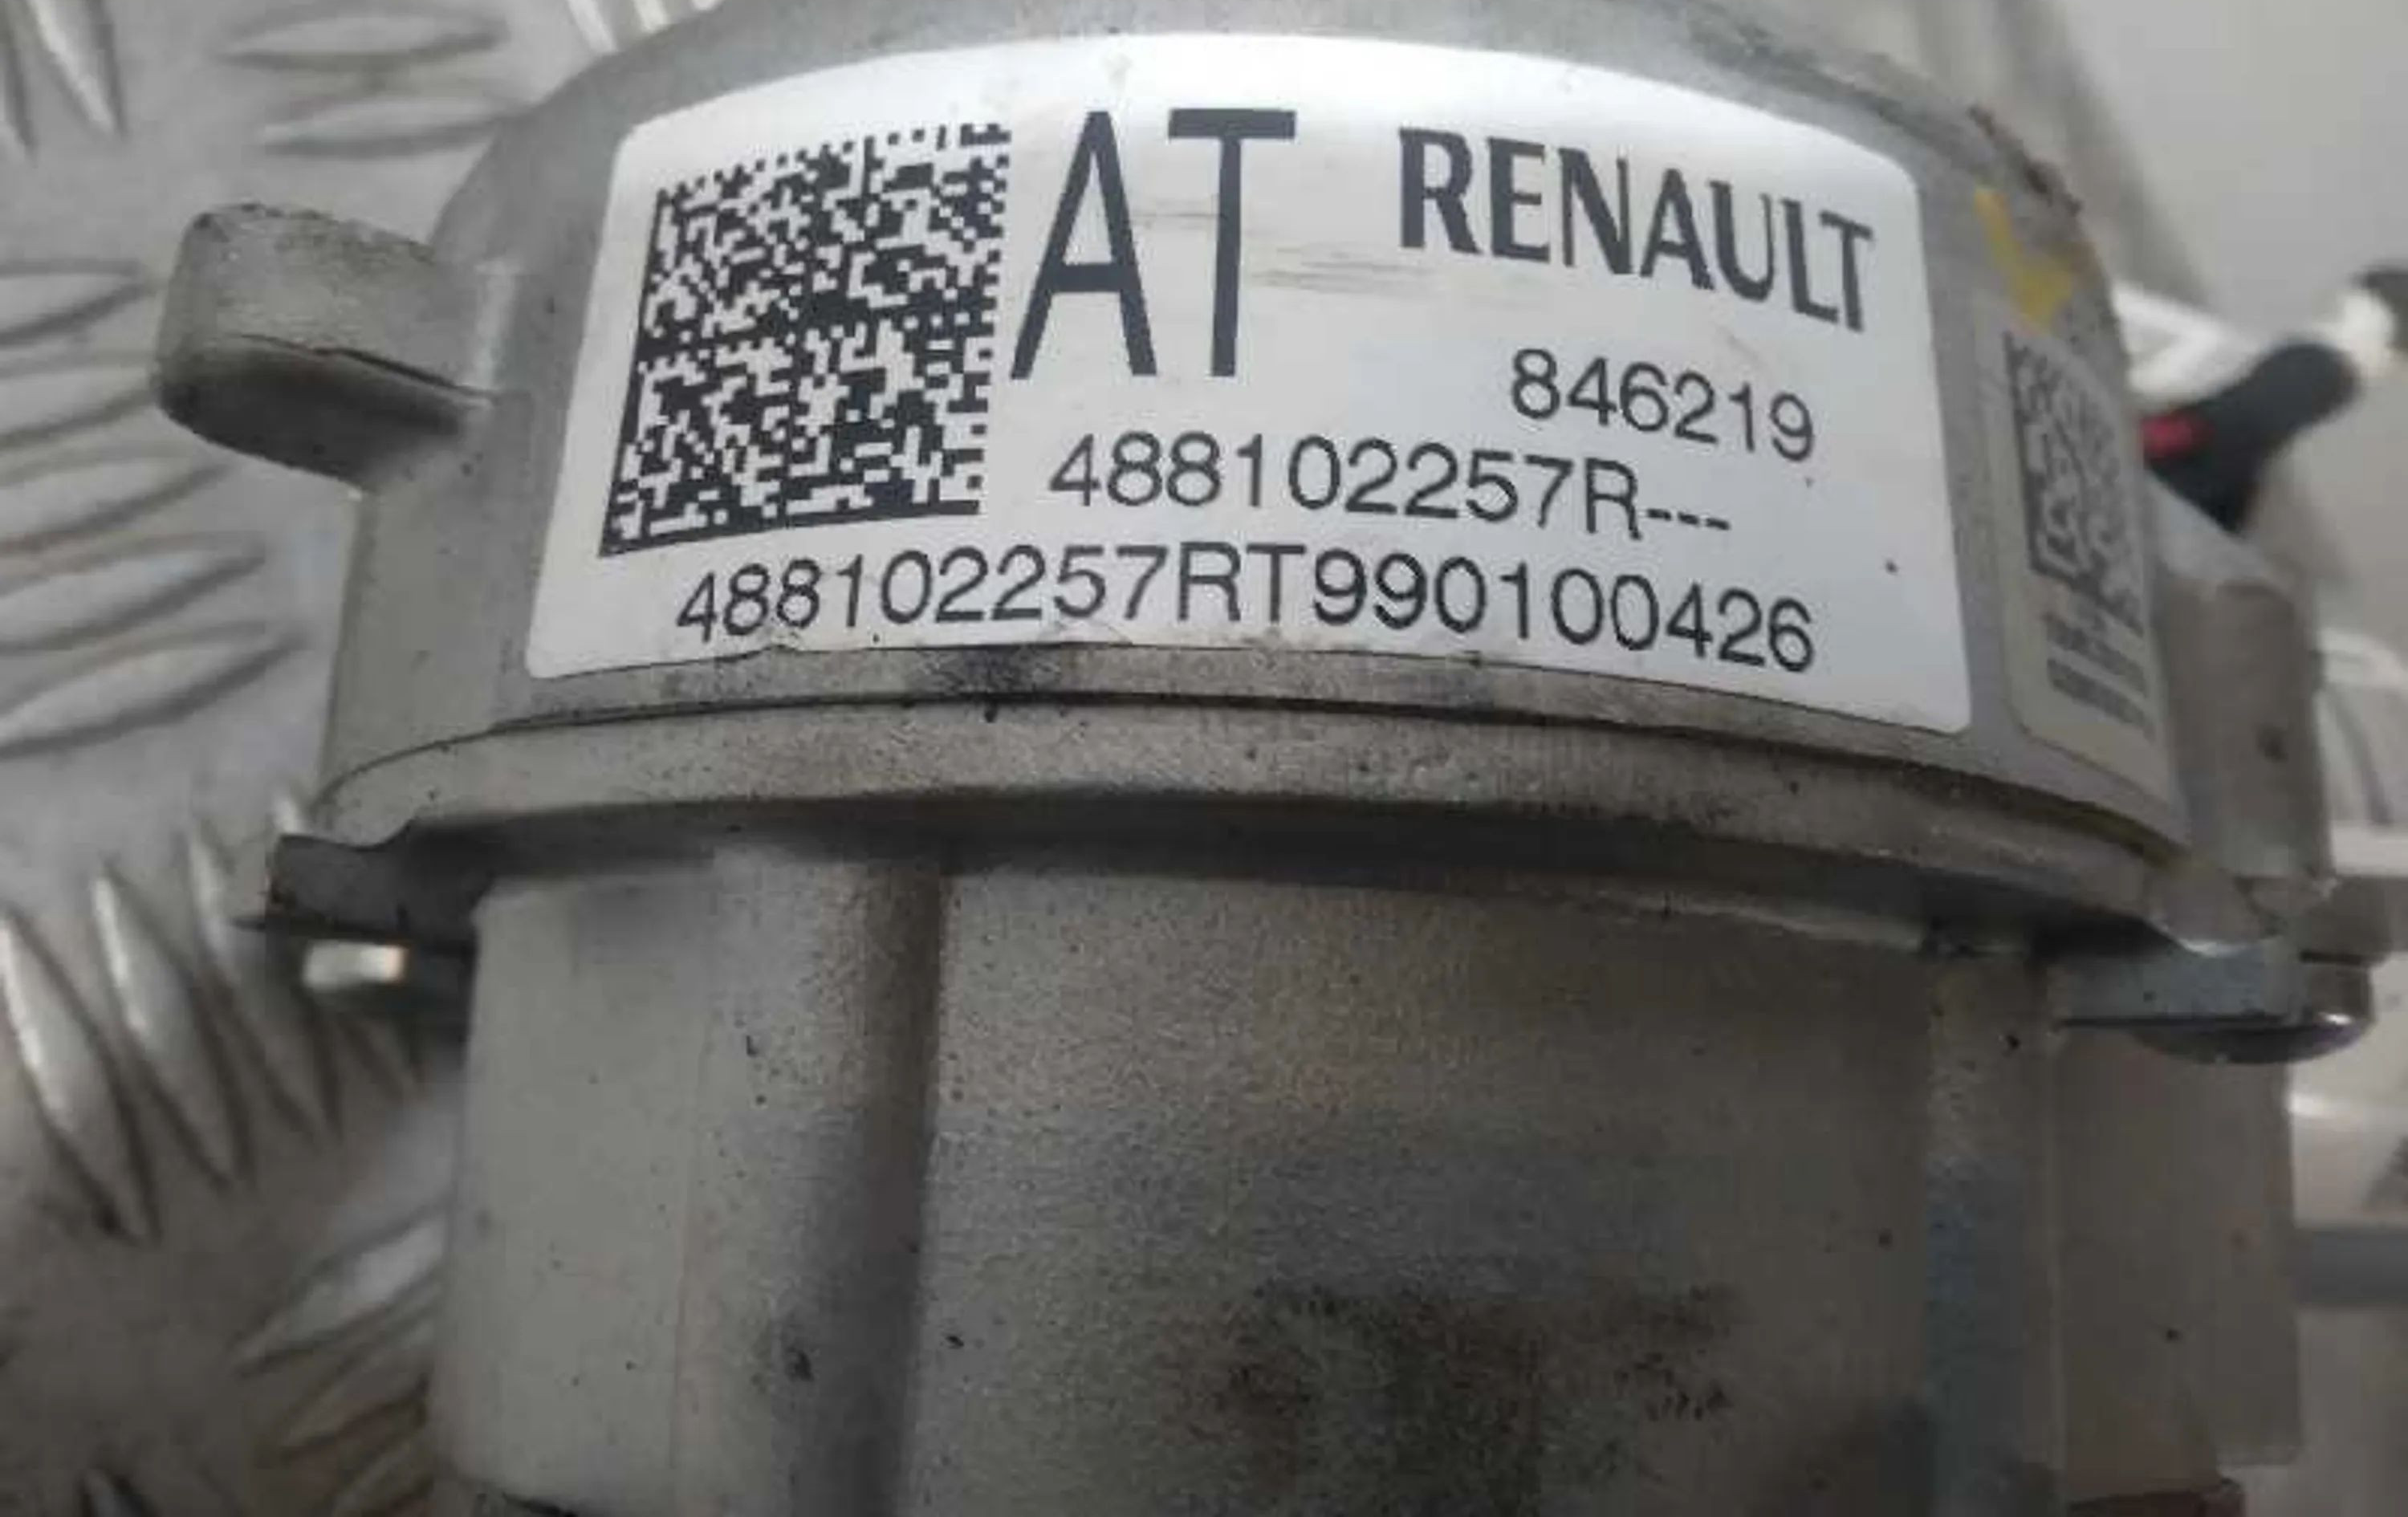 AT RENAULT
846219
488102257R---
488102257RT990100426